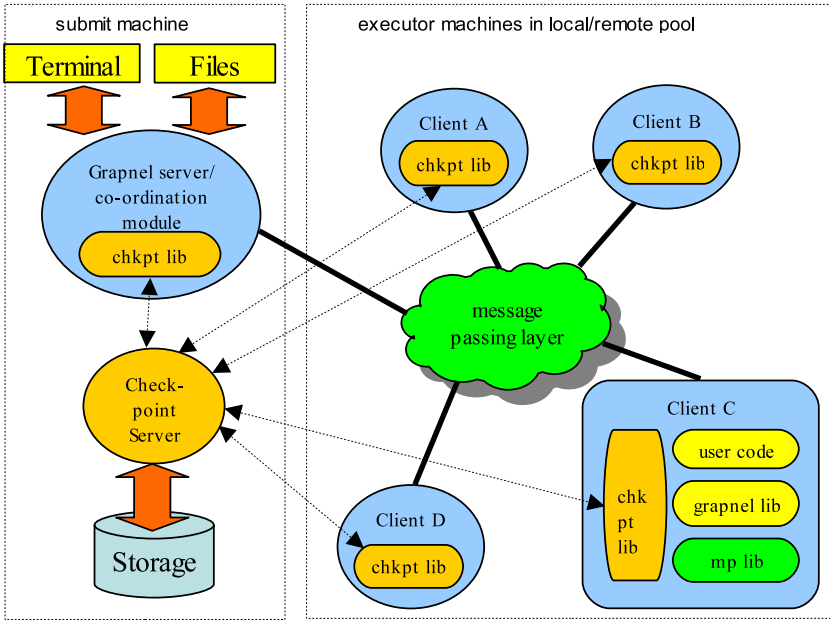 submit machine
executor machines in local/remote pool
Terminal
Files
Grapnel server/
co-ordination
module
chkpt lib
Client A
chkpt lib
Client B
chkpt lib
message
passing layer
Check-
point
Server
Storage
Client D
chkpt lib
Client C
chk
pt
lib
user code
grapnel lib
mp lib